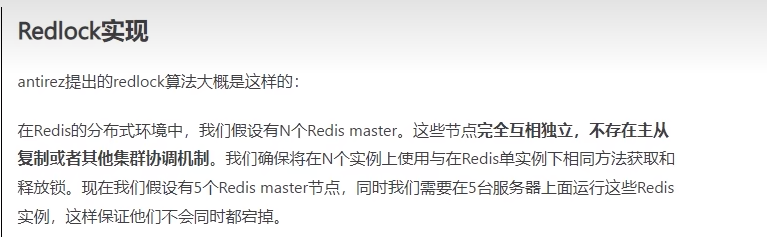 Redlock实现
antirez提出的redlock算法大概是这样的：
在Redis的分布式环境中，我们假设有N个Redis master。这些节点完全互相独立，不存在主从
复制或者其他集群协调机制。我们确保将在N个实例上使用与在Redis单实例下相同方法获取和
释放锁。现在我们假设有5个Redis master节点，同时我们需要在5台服务器上面运行这些Redis
实例，这样保证他们不会同时都宕掉。